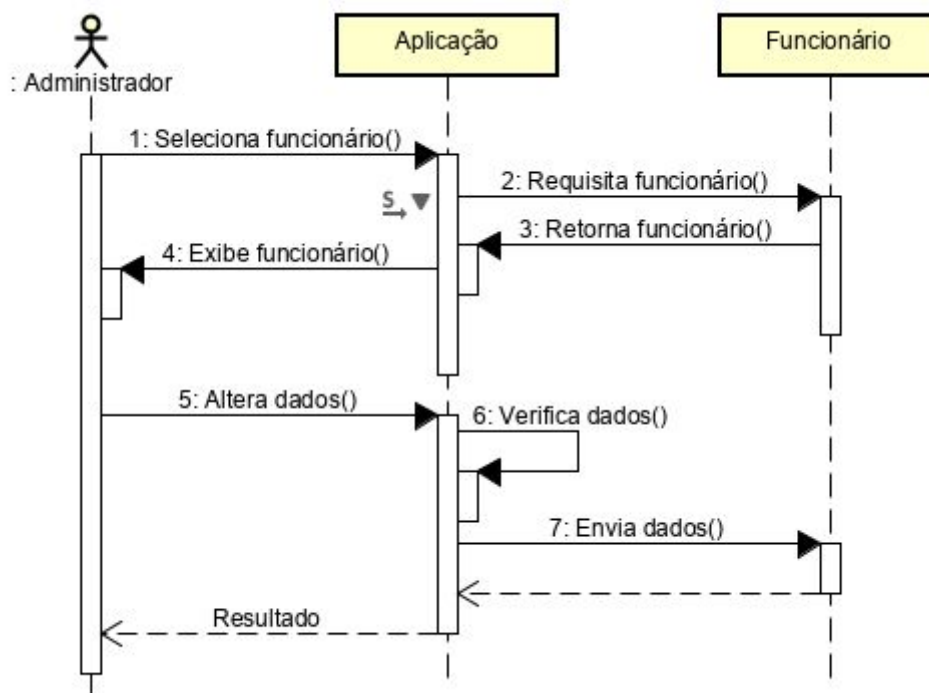 Aplicação
Funcionário
: Administrador
1: Seleciona funcionário()
2: Requisita funcionário()
S
3: Retorna funcionário()
4: Exibe funcionário()
5: Altera dados()
6: Verifica dados()
7: Envia dados()
Resultado